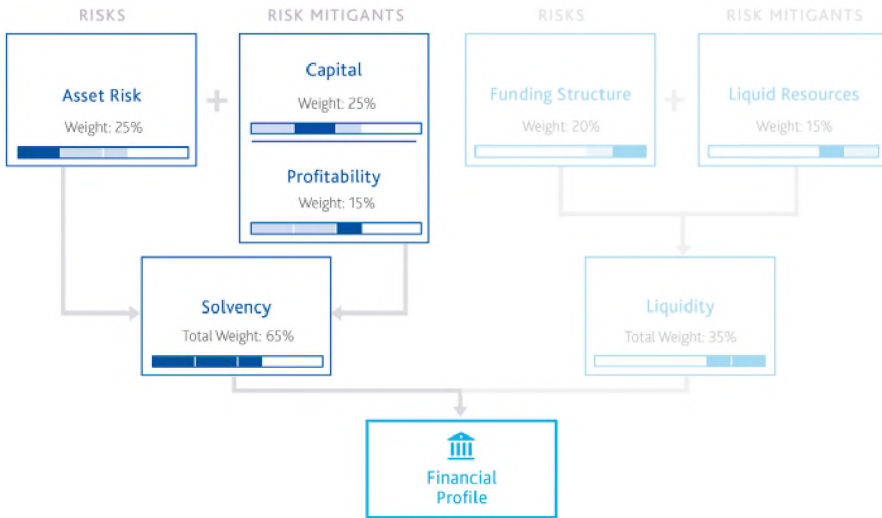 RISKS
RISK MITIGANTS
RISKS
RISK MITIGANTS
Asset Risk
Weight: 25%
Capital
Weight: 25%
Profitability
Weight: 15%
Funding Structure
Weight: 20%
Liquid Resources
Weight: 15%
Solvency
Total Weight: 65%
Liquidity
Total Weight: 35%
Financial
Profile